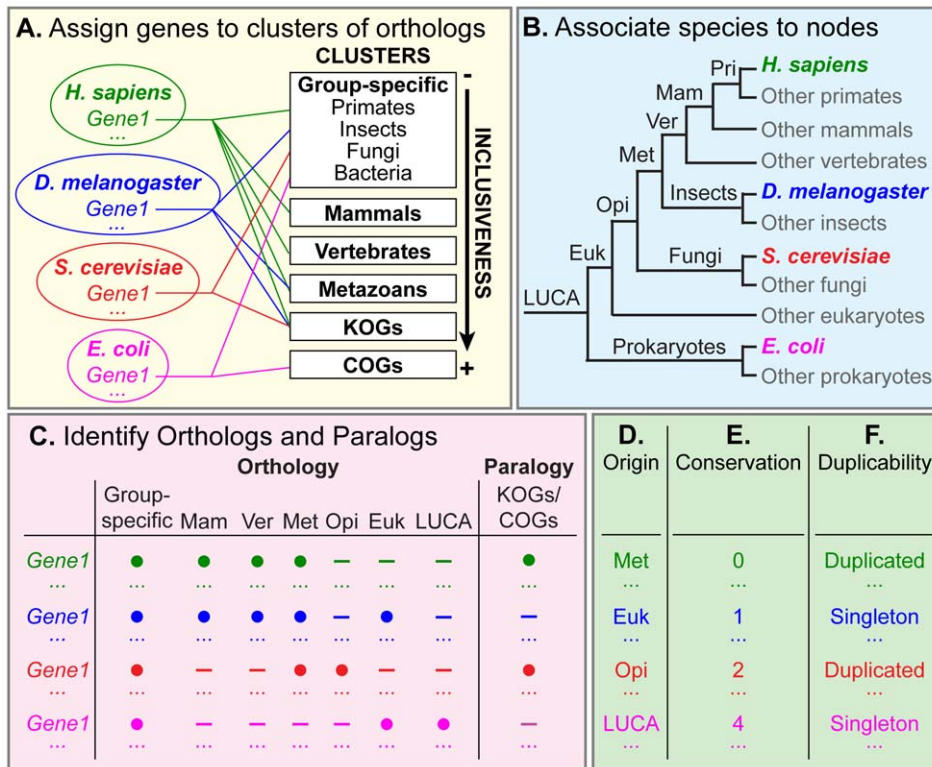 A. Assign genes to clusters of orthologs
CLUSTERS
H. sapiens
Gene1
...
D. melanogaster
Gene1
...
S. cerevisiae
Gene1
...
E. coli
Gene1
...
Group-specific
Primates
Insects
Fungi
Bacteria
Mammals
Vertebrates
Metazoans
KOGs
COGs
-
INCLUSIVENESS
+
B. Associate species to nodes
Pri
H. sapiens
Other primates
Mam
Other mammals
Ver
Other vertebrates
Met
Insects
D. melanogaster
Other insects
Opi
Fungi
S. cerevisiae
Other fungi
Euk
Other eukaryotes
LUCA
Prokaryotes
E. coli
Other prokaryotes
C. Identify Orthologs and Paralogs
Orthology Paralogy
Group-specific Mam Ver Met Opi Euk LUCA KOGs/COGs
Gene1 ● ● ● ● – – – ●
... ... ... ... ... ... ... ... ...
Gene1 ● ● ● ● – ● – –
... ... ... ... ... ... ... ... ...
Gene1 ● – – ● ● – – ●
... ... ... ... ... ... ... ... ...
Gene1 ● – – – – ● ● –
... ... ... ... ... ... ... ... ...
D. E. F.
Origin Conservation Duplicability
Met 0 Duplicated
... ... ...
Euk 1 Singleton
... ... ...
Opi 2 Duplicated
... ... ...
LUCA 4 Singleton
... ... ...